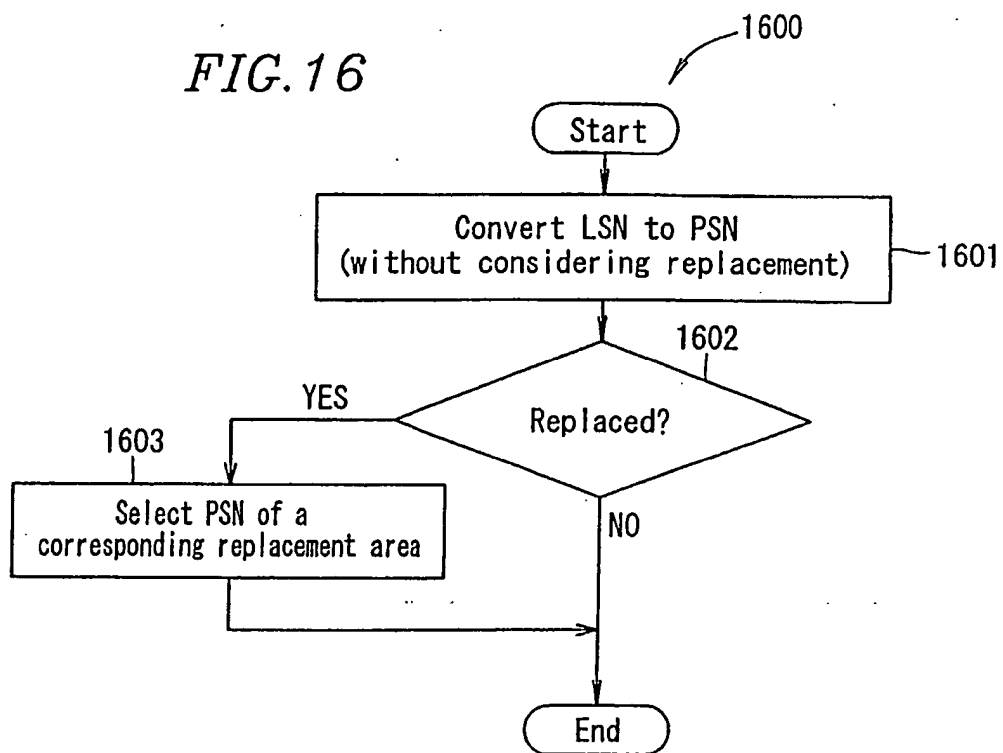 FIG.16
1600
Start
Convert LSN to PSN
(without considering replacement)
1601
1602
YES
Replaced?
1603
Select PSN of a
corresponding replacement area
NO
End